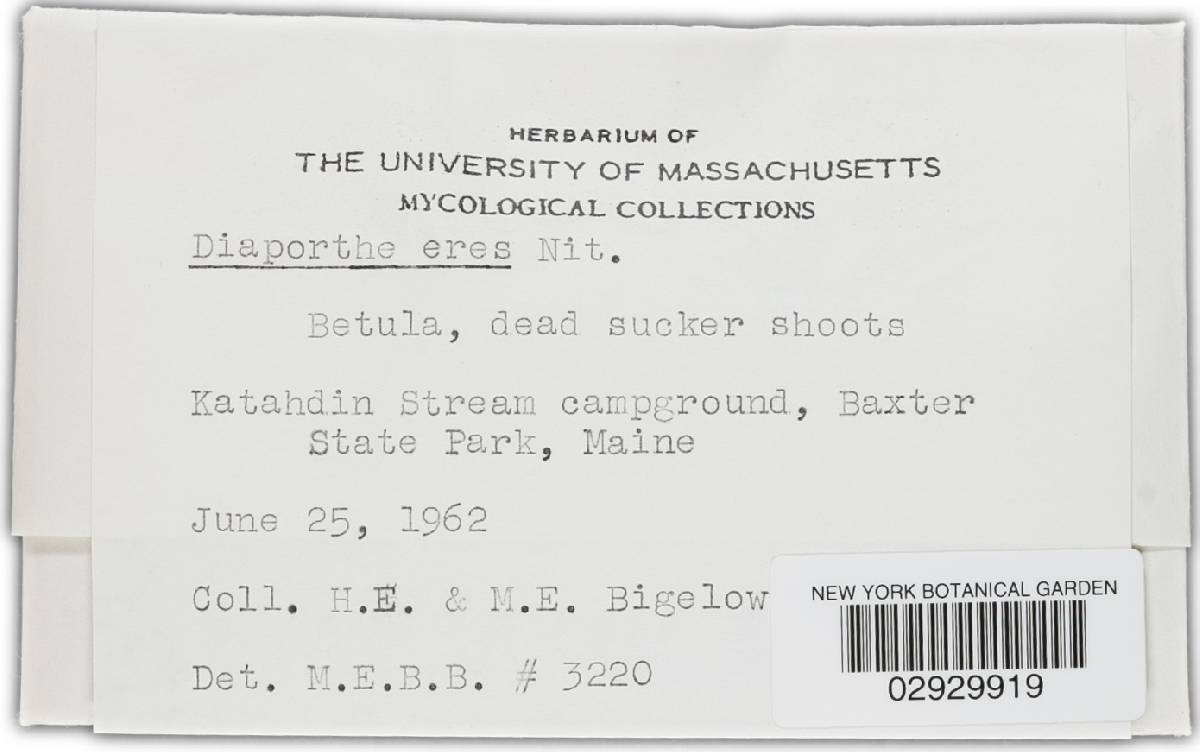 HERBARIUM OF
THE UNIVERSITY OF MASSACHUSETTS
MYCOLOGICAL COLLECTIONS
Diaporthe eres Nit.
Betula, dead sucker shoots
Katahdin Stream campground, Baxter
State Park, Maine
June 25, 1962
Coll. H.E. & M.E. Bigelow
Det. M.E.B.B. # 3220
NEW YORK BOTANICAL GARDEN
02929919